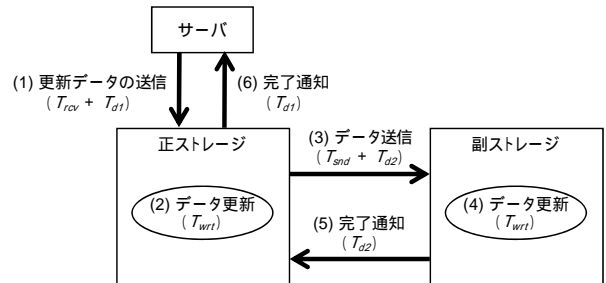 サーバ
(1) 更新データの送信
( Trcv + Td1 )
(6) 完了通知
( Td1 )
正ストレージ
(3) データ送信
( Tsnd + Td2 )
副ストレージ
(2) データ更新
( Twrt )
(4) データ更新
( Twrt )
(5) 完了通知
( Td2 )